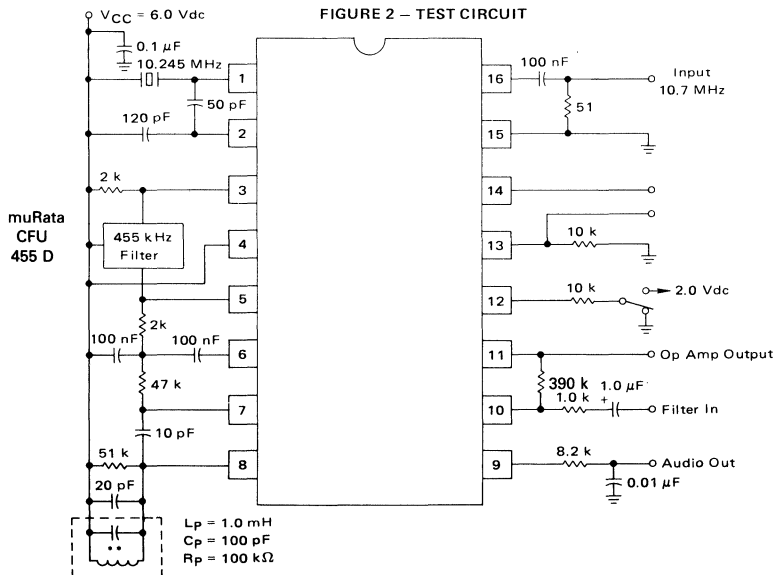 FIGURE 2 – TEST CIRCUIT
VCC = 6.0 Vdc
0.1 µF
10.245 MHz
1
50 pF
120 pF
2
2 k
3
muRata
CFU
455 D
455 kHz
Filter
4
5
2k
100 nF
100 nF
6
47 k
7
10 pF
51 k
8
20 pF
LP = 1.0 mH
CP = 100 pF
RP = 100 kΩ
16
100 nF
Input
10.7 MHz
51
15
14
13
10 k
12
10 k
2.0 Vdc
11
Op Amp Output
390 k
10
1.0 k
1.0 µF
+
Filter In
9
8.2 k
Audio Out
0.01 µF